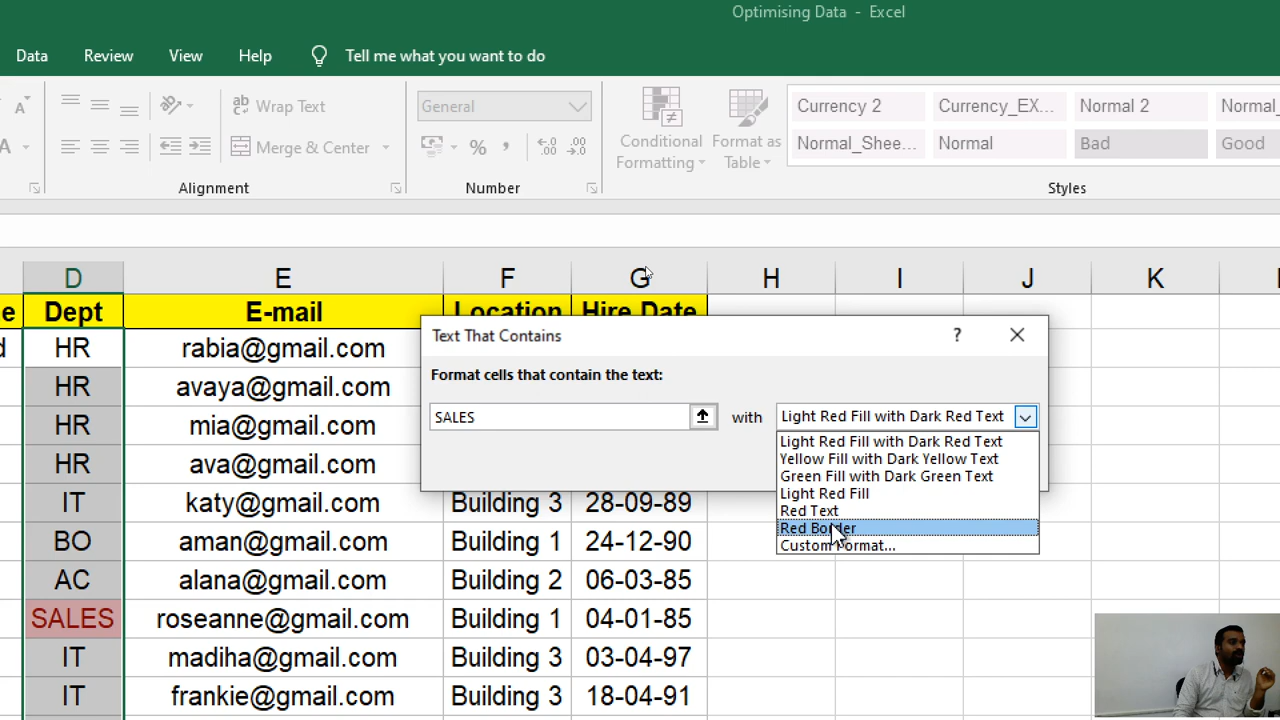 Optimising Data - Excel
Data Review View Help Tell me what you want to do
Wrap Text General Currency 2 Currency_EX... Normal 2
Conditional Formatting Format as Table
Merge & Center % Normal_Shee... Normal Bad Good
Alignment Number Styles
D E F G H I J K
Dept E-mail Location Hire Date
HR rabia@gmail.com
HR avaya@gmail.com
HR mia@gmail.com
HR ava@gmail.com
IT katy@gmail.com Building 3 28-09-89
BO aman@gmail.com Building 1 24-12-90
AC alana@gmail.com Building 2 06-03-85
SALES roseanne@gmail.com Building 1 04-01-85
IT madiha@gmail.com Building 3 03-04-97
IT frankie@gmail.com Building 3 18-04-91
Text That Contains ?
Format cells that contain the text:
SALES with Light Red Fill with Dark Red Text
Light Red Fill with Dark Red Text
Yellow Fill with Dark Yellow Text
Green Fill with Dark Green Text
Light Red Fill
Red Text
Red Border
Custom Format...